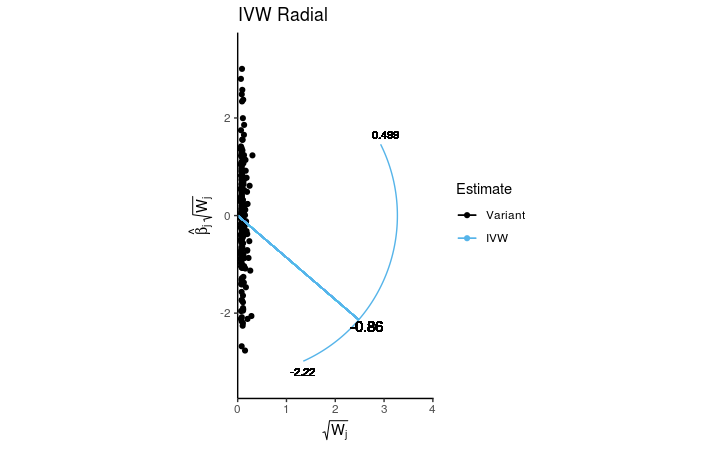 IVW Radial
0.499
2
0
-2
β̂ⱼ√Wⱼ
-0.86
-2.22
0 1 2 3 4
√Wⱼ
Estimate
Variant
IVW